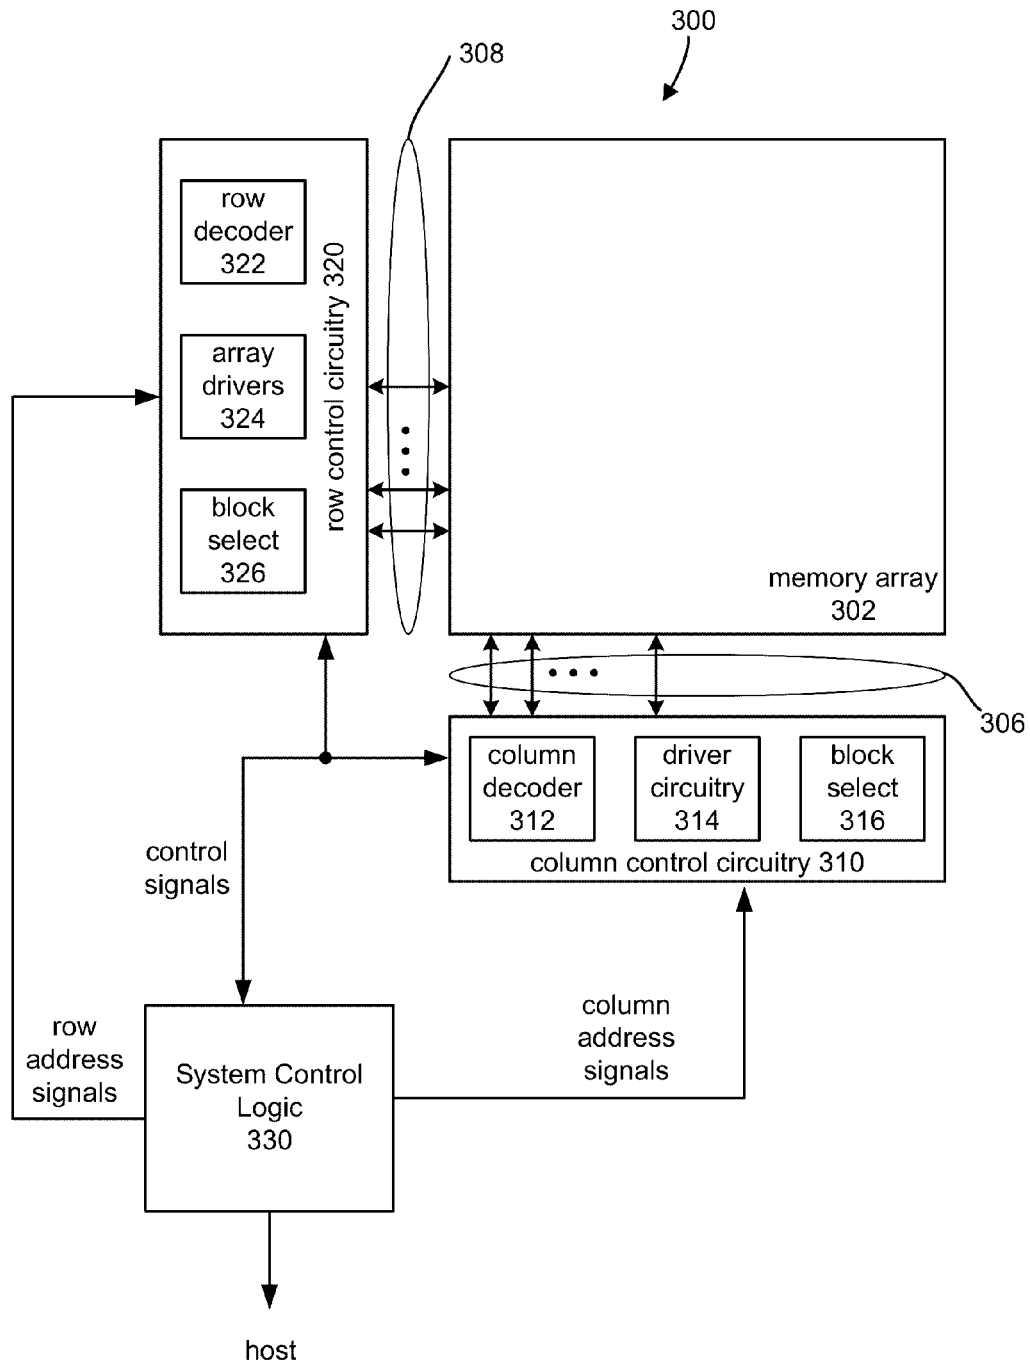 300
308
row
decoder
322
array
drivers
324
block
select
326
row control circuitry 320
memory array
302
306
column
decoder
312
driver
circuitry
314
block
select
316
column control circuitry 310
control
signals
row
address
signals
column
address
signals
System Control
Logic
330
host